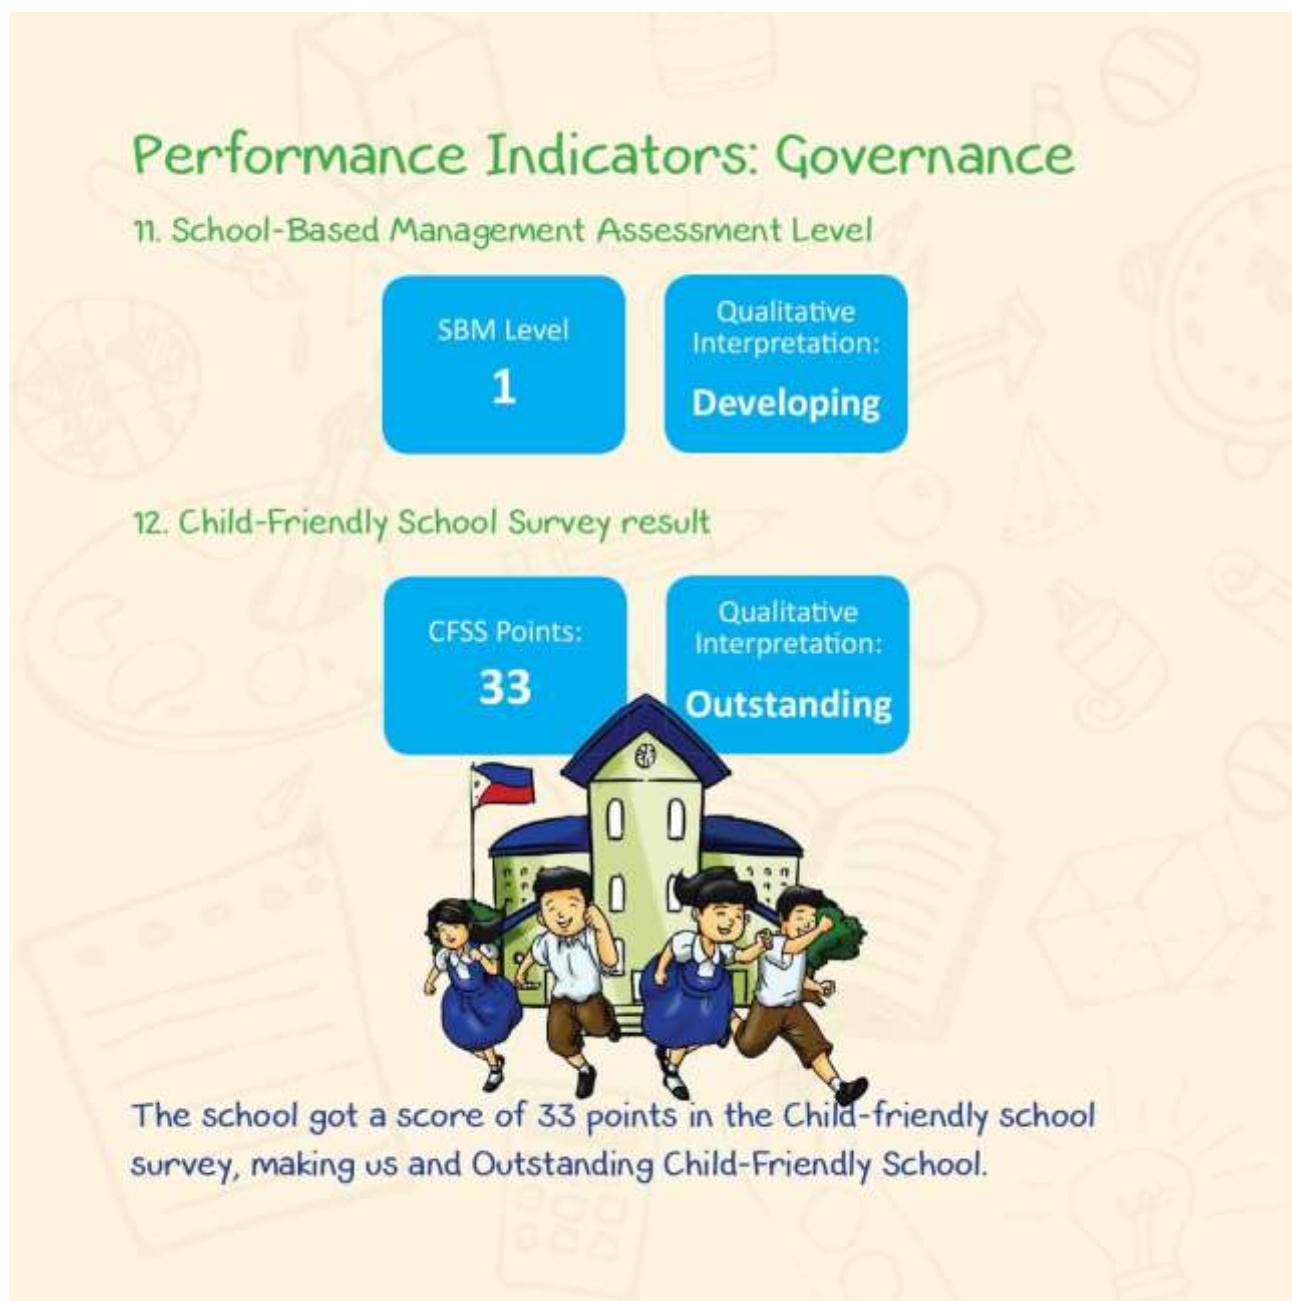 Performance Indicators: Governance
11. School-Based Management Assessment Level
SBM Level
1
Qualitative
Interpretation:
Developing
12. Child-Friendly School Survey result
CFSS Points:
33
Qualitative
Interpretation:
Outstanding
The school got a score of 33 points in the Child-friendly school
survey, making us and Outstanding Child-Friendly School.